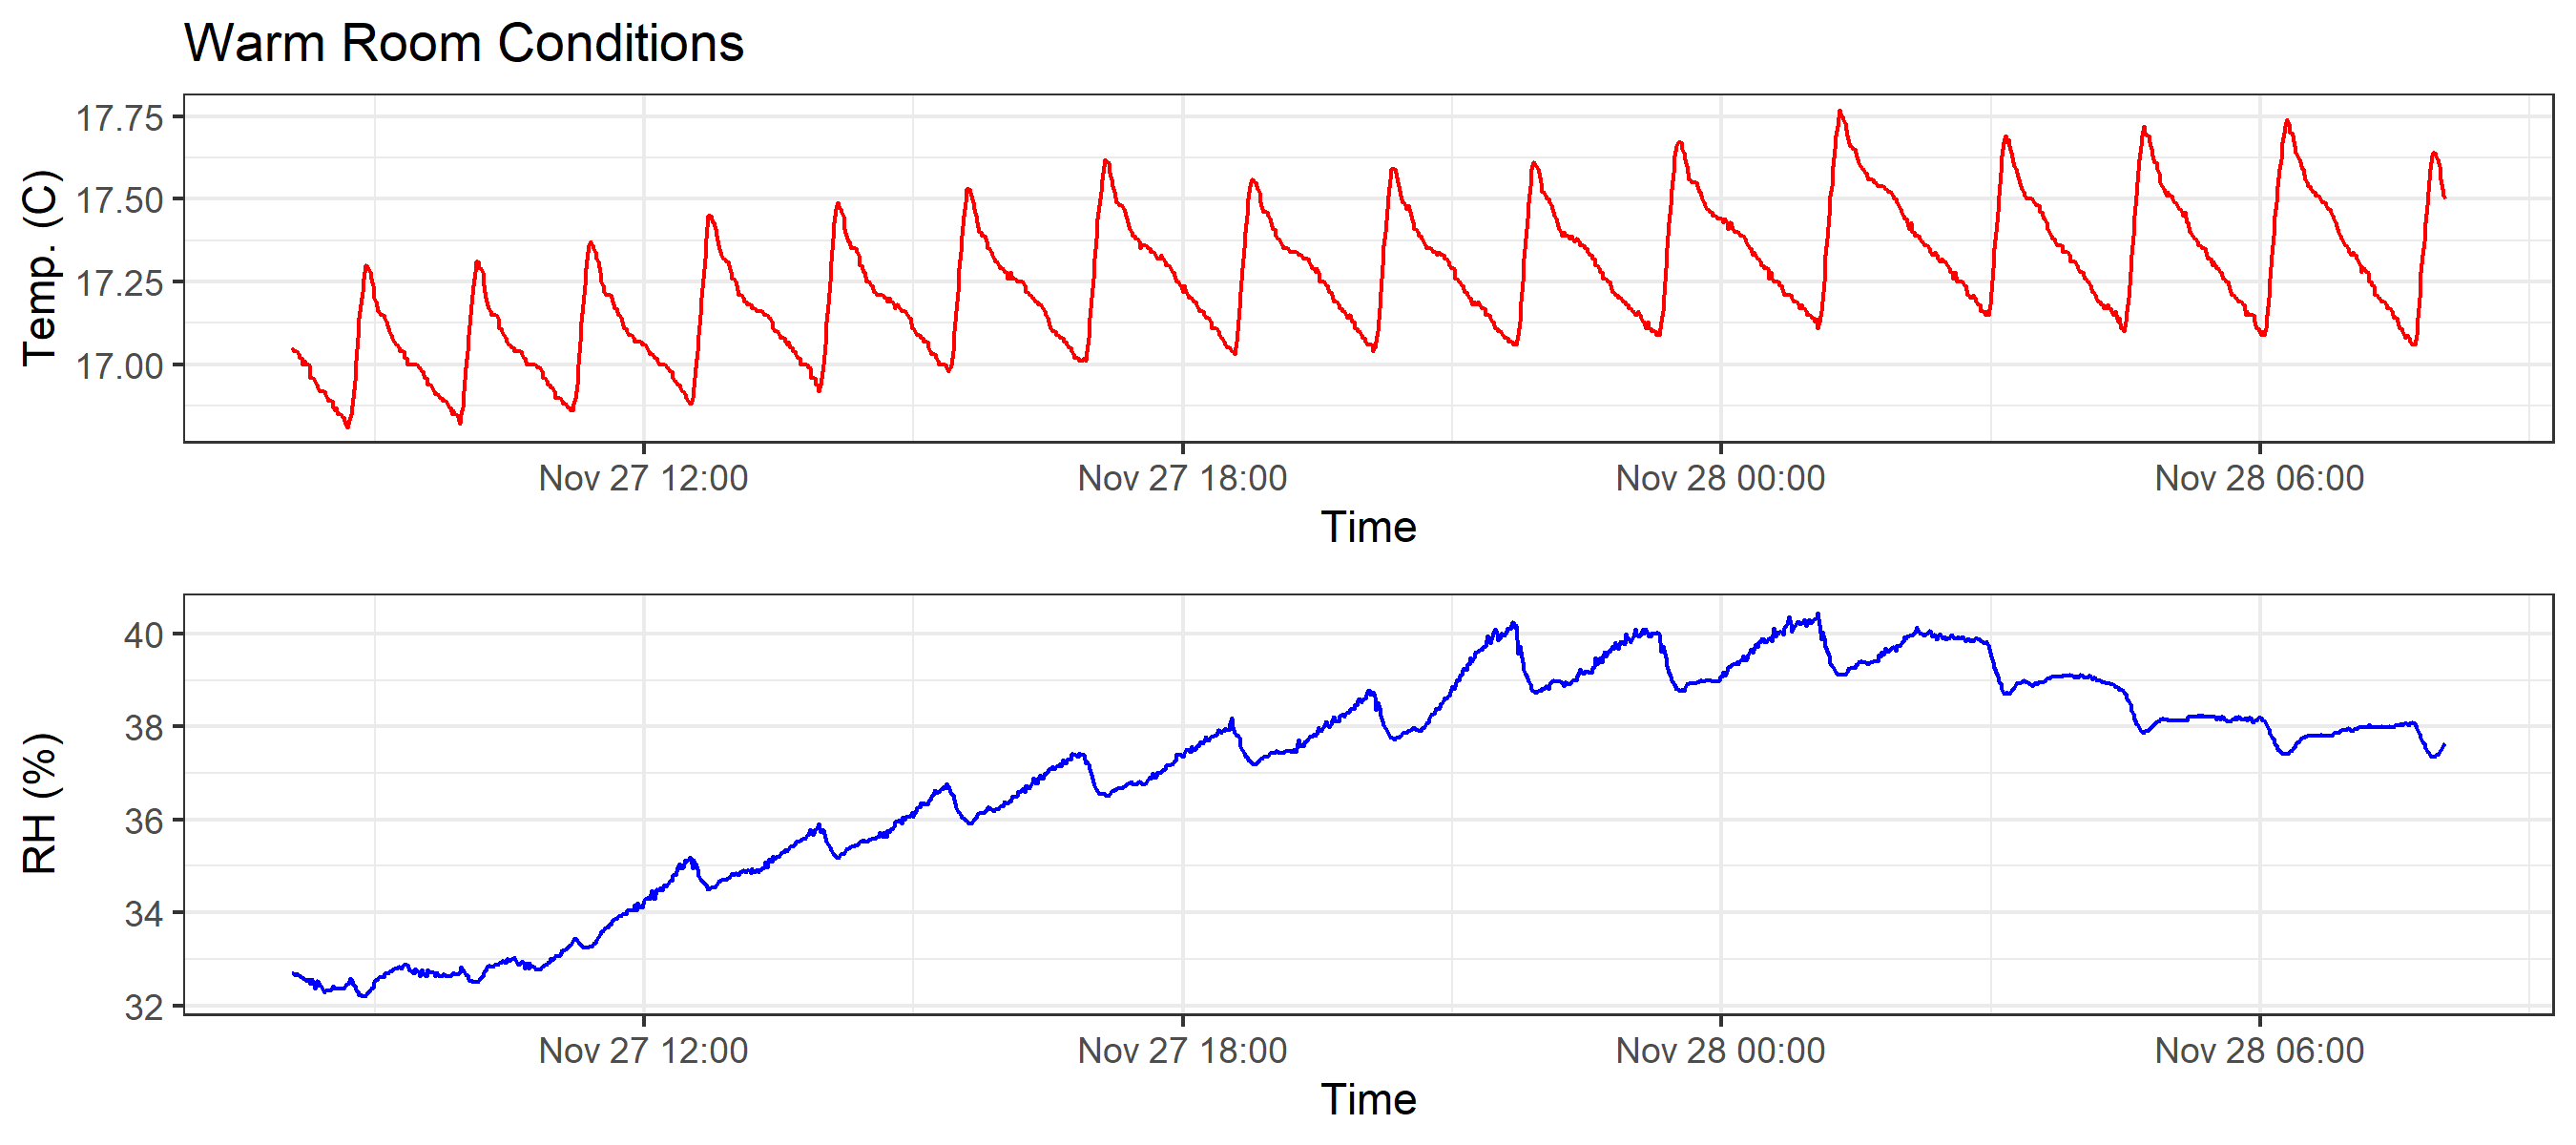 Warm Room Conditions
Temp. (C)
17.75
17.50
17.25
17.00
Nov 27 12:00 Nov 27 18:00 Nov 28 00:00 Nov 28 06:00
Time
RH (%)
40
38
36
34
32
Nov 27 12:00 Nov 27 18:00 Nov 28 00:00 Nov 28 06:00
Time